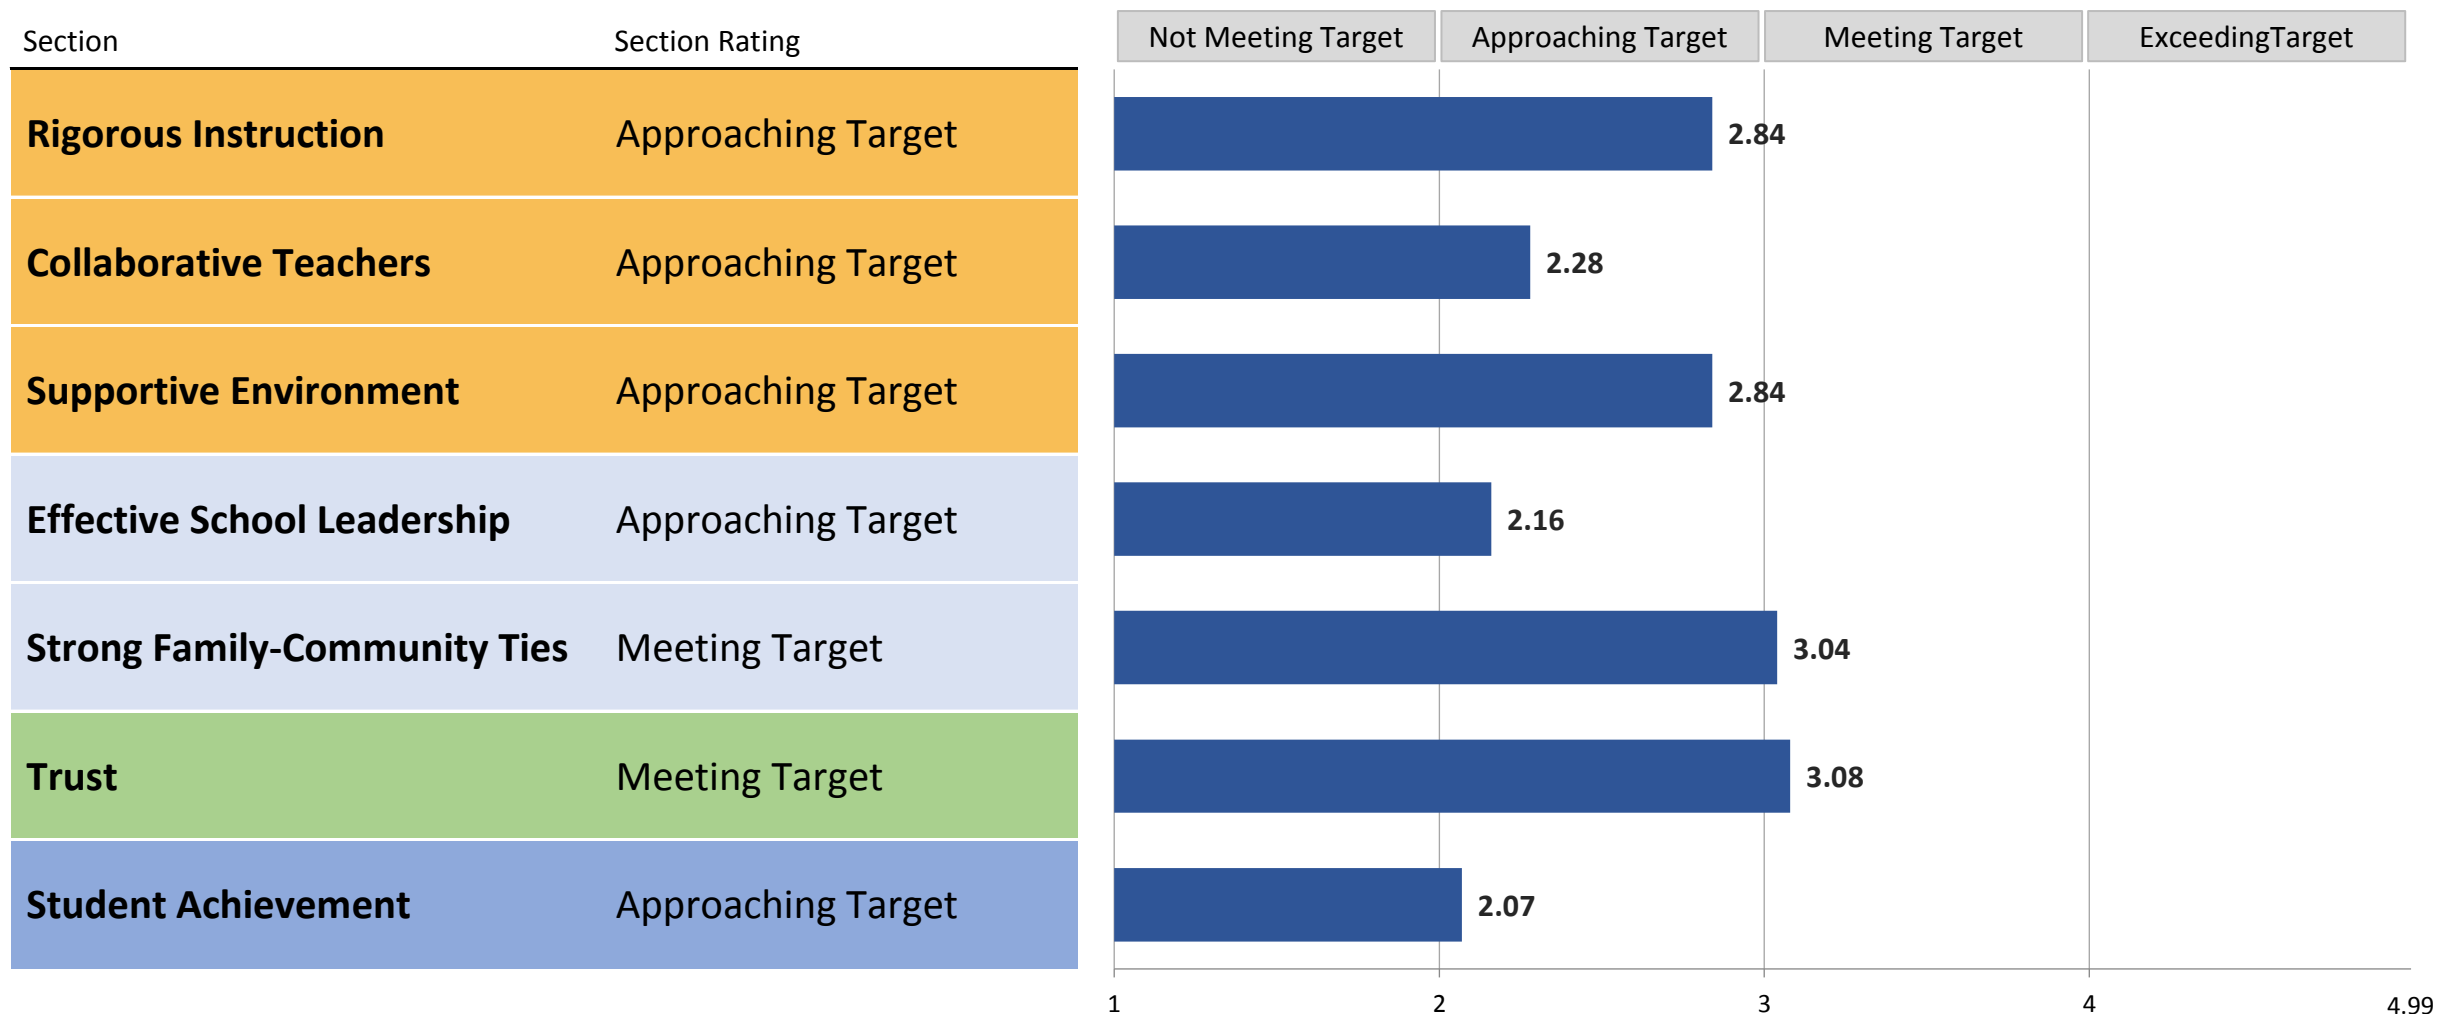 Section Section Rating Not Meeting Target Approaching Target Meeting Target ExceedingTarget
Rigorous Instruction Approaching Target 2.84
Collaborative Teachers Approaching Target 2.28
Supportive Environment Approaching Target 2.84
Effective School Leadership Approaching Target 2.16
Strong Family-Community Ties Meeting Target 3.04
Trust Meeting Target 3.08
Student Achievement Approaching Target 2.07
1 2 3 4 4.99